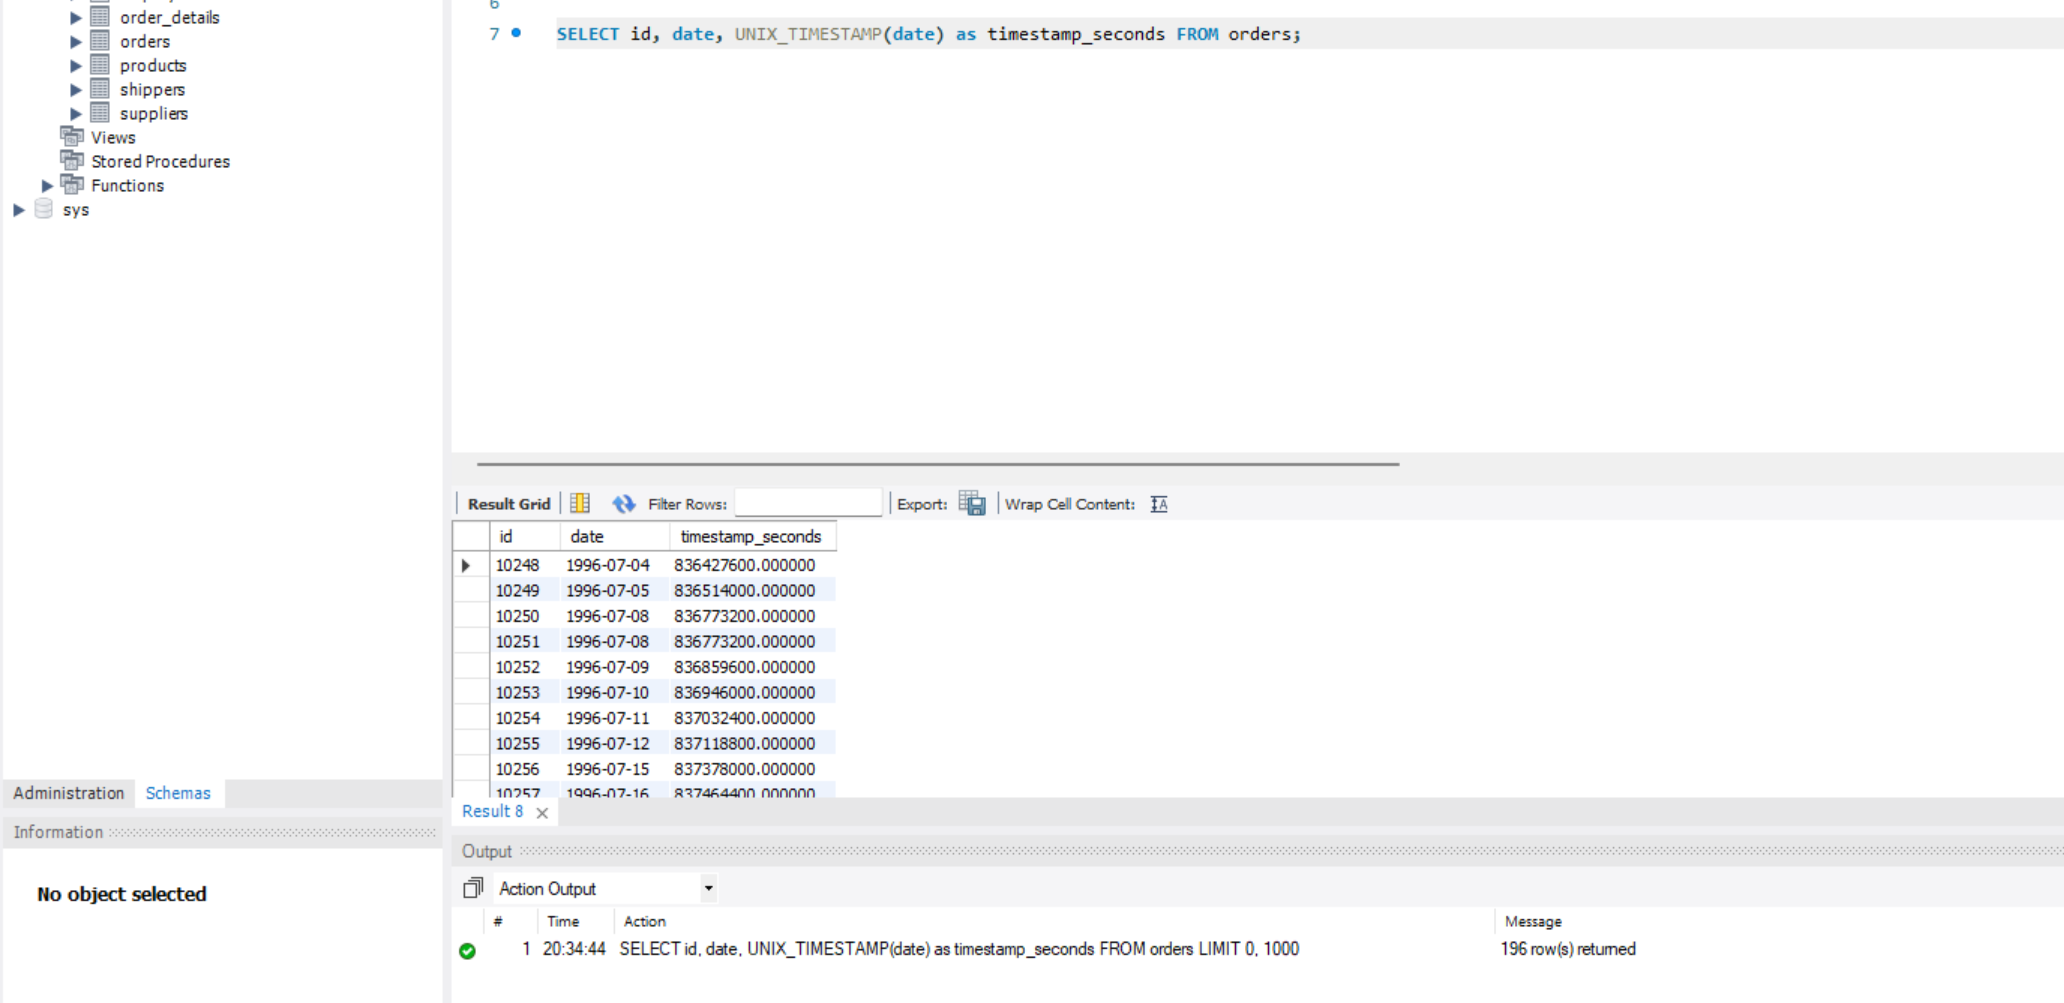 order_details
orders
products
shippers
suppliers
Views
Stored Procedures
Functions
sys
6
7 SELECT id, date, UNIX_TIMESTAMP(date) as timestamp_seconds FROM orders;
Result Grid Filter Rows: Export: Wrap Cell Content:
id date timestamp_seconds
10248 1996-07-04 836427600.000000
10249 1996-07-05 836514000.000000
10250 1996-07-08 836773200.000000
10251 1996-07-08 836773200.000000
10252 1996-07-09 836859600.000000
10253 1996-07-10 836946000.000000
10254 1996-07-11 837032400.000000
10255 1996-07-12 837118800.000000
10256 1996-07-15 837378000.000000
10257 1996-07-16 837464400.000000
Administration Schemas
Result 8
Information
No object selected
Output
Action Output
# Time Action Message
1 20:34:44 SELECT id, date, UNIX_TIMESTAMP(date) as timestamp_seconds FROM orders LIMIT 0, 1000 196 row(s) returned